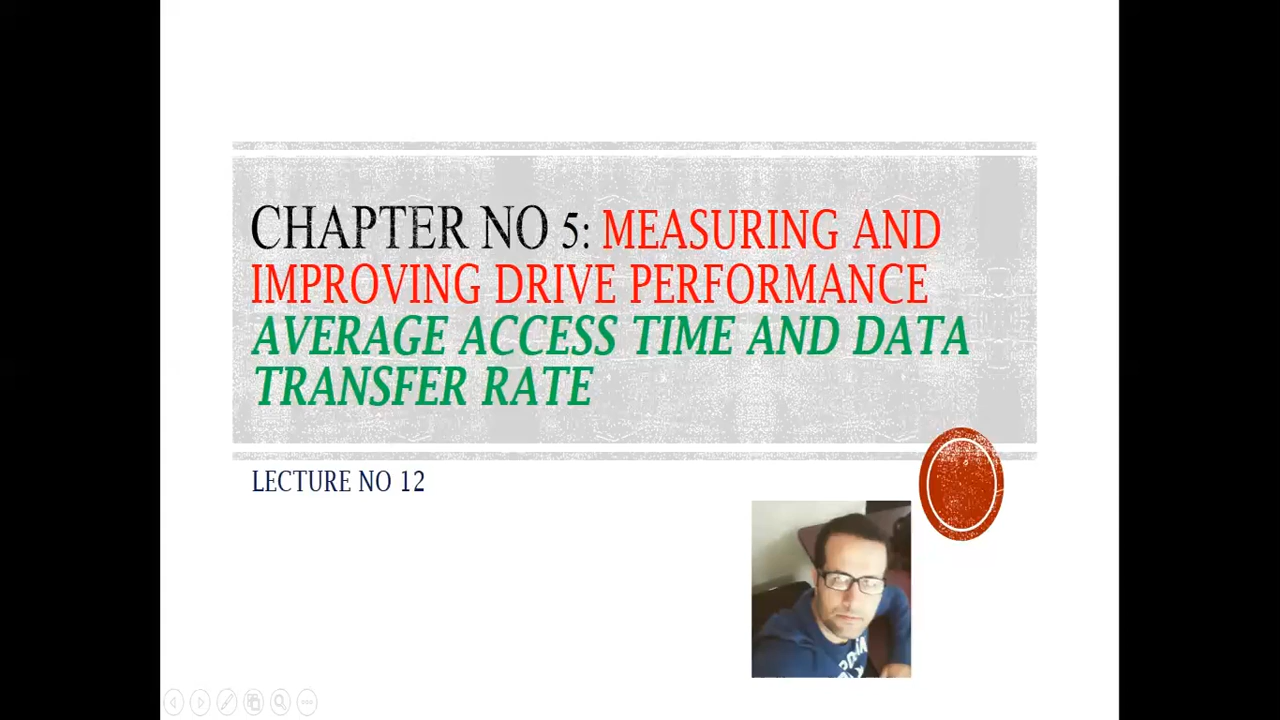 CHAPTER NO 5: MEASURING AND
IMPROVING DRIVE PERFORMANCE
AVERAGE ACCESS TIME AND DATA
TRANSFER RATE
LECTURE NO 12